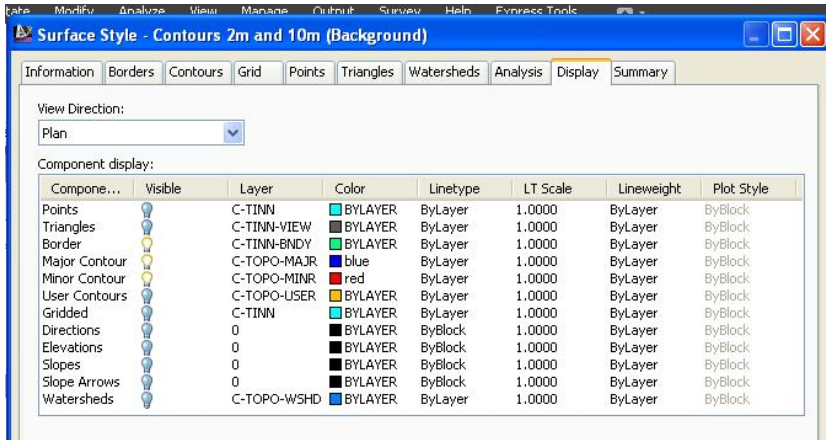 tate Modify Analyze View Manage Output Survey Help Express Tools
Surface Style - Contours 2m and 10m (Background)
Information Borders Contours Grid Points Triangles Watersheds Analysis Display Summary
View Direction:
Plan
Component display:
Compone... Visible Layer Color Linetype LT Scale Lineweight Plot Style
Points C-TINN BYLAYER ByLayer 1.0000 ByLayer ByBlock
Triangles C-TINN-VIEW BYLAYER ByLayer 1.0000 ByLayer ByBlock
Border C-TINN-BNDY BYLAYER ByLayer 1.0000 ByLayer ByBlock
Major Contour C-TOPO-MAJR blue ByLayer 1.0000 ByLayer ByBlock
Minor Contour C-TOPO-MINR red ByLayer 1.0000 ByLayer ByBlock
User Contours C-TOPO-USER BYLAYER ByLayer 1.0000 ByLayer ByBlock
Gridded C-TINN BYLAYER ByLayer 1.0000 ByLayer ByBlock
Directions 0 BYLAYER ByBlock 1.0000 ByLayer ByBlock
Elevations 0 BYLAYER ByBlock 1.0000 ByLayer ByBlock
Slopes 0 BYLAYER ByBlock 1.0000 ByLayer ByBlock
Slope Arrows 0 BYLAYER ByBlock 1.0000 ByLayer ByBlock
Watersheds C-TOPO-WSHD BYLAYER ByLayer 1.0000 ByLayer ByBlock